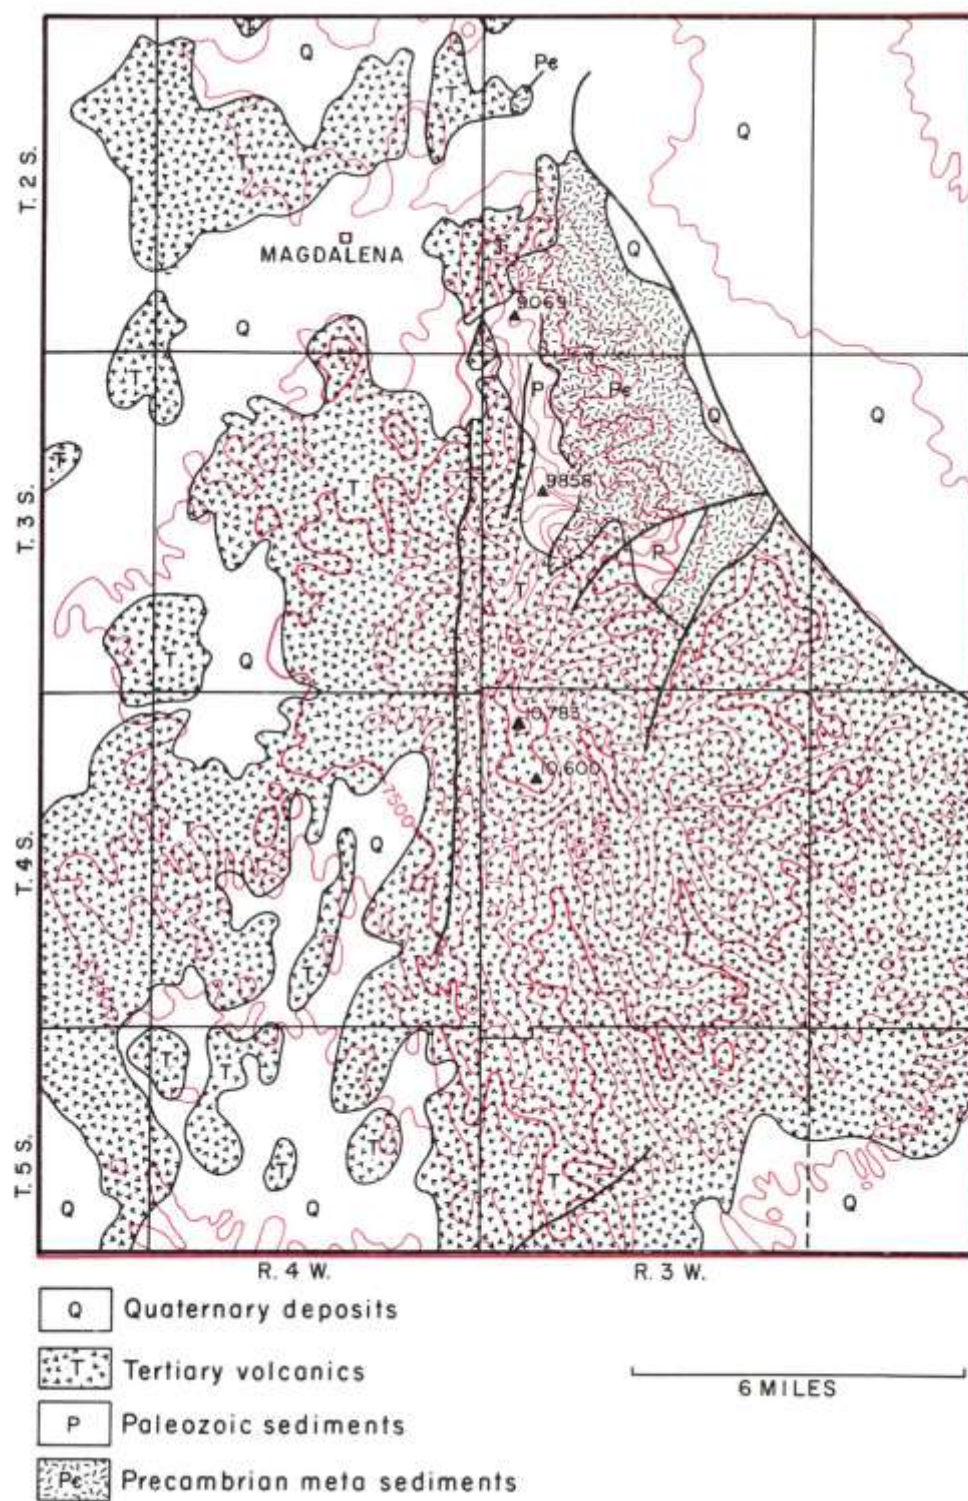 Q
Pe
T
Q
T
T. 2 S.
Q
MAGDALENA
T
9069
Q
T
P
Pe
Q
Q
T
T
9858
T. 3 S.
P
T
T
Q
10,783
10,600
7500
T
Q
T. 4 S.
T
T
T
T
T
T. 5 S.
T
Q
Q
Q
R. 4 W.
R. 3 W.
Q Quaternary deposits
T Tertiary volcanics
6 MILES
P Paleozoic sediments
Pe Precambrian meta sediments